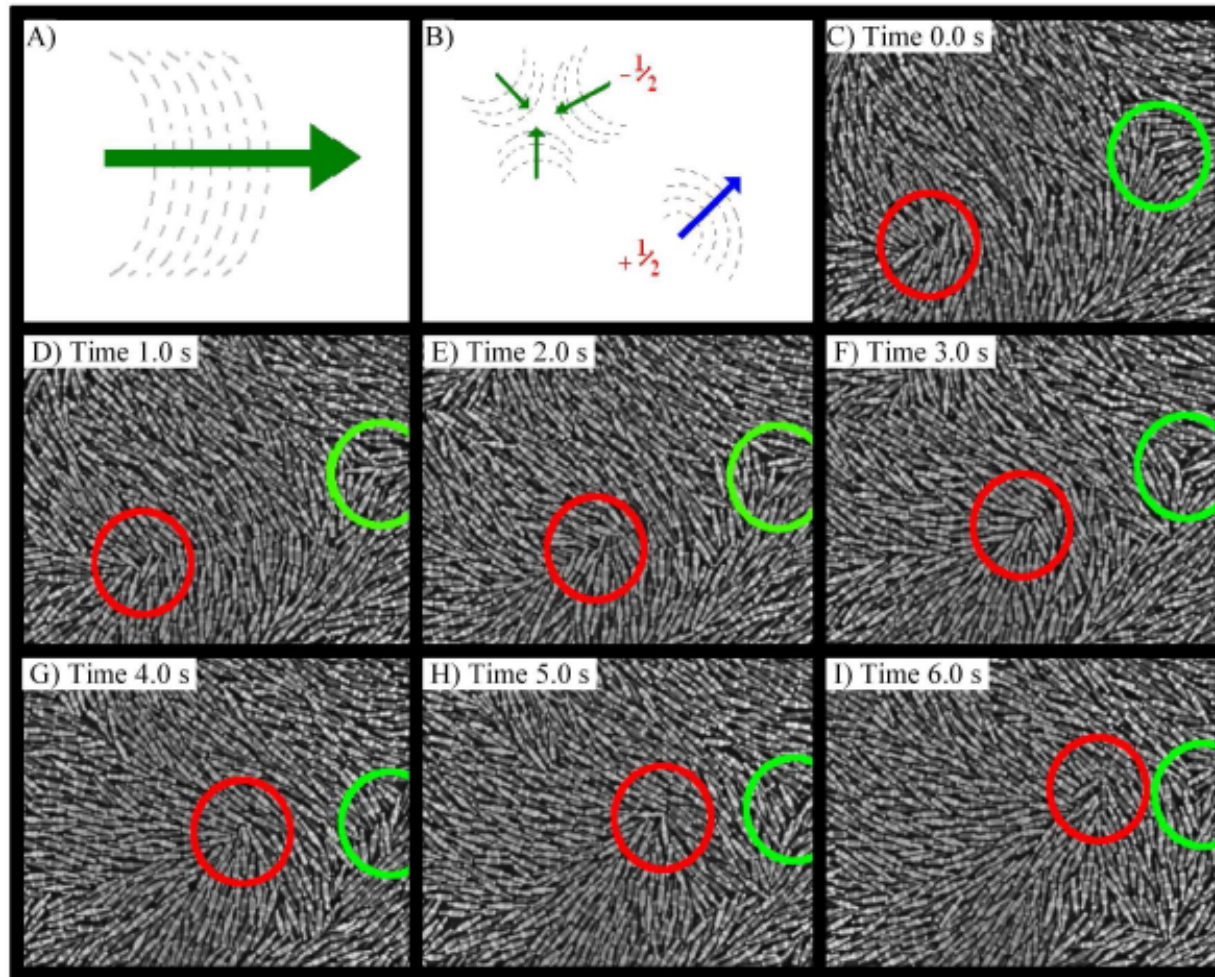 A)
B)
- 1/2
+ 1/2
C) Time 0.0 s
D) Time 1.0 s
E) Time 2.0 s
F) Time 3.0 s
G) Time 4.0 s
H) Time 5.0 s
I) Time 6.0 s